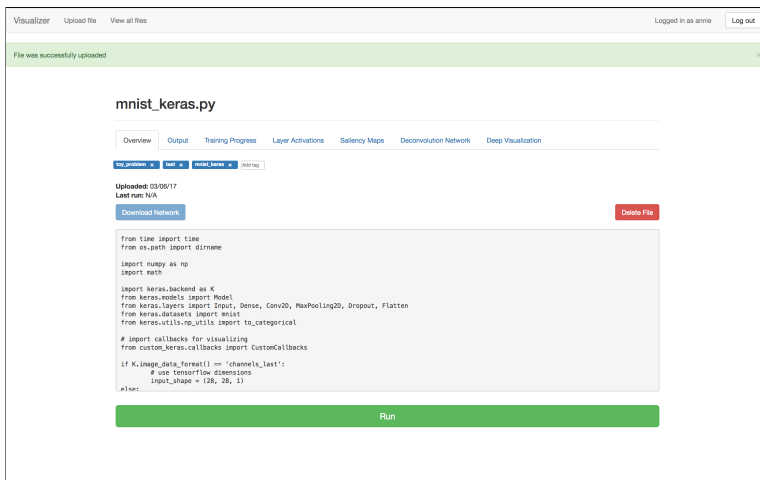 Visualizer Upload file View all files Logged in as annie Log out
File was successfully uploaded ×
mnist_keras.py
Overview Output Training Progress Layer Activations Saliency Maps Deconvolution Network Deep Visualization
toy_problem x test x mnist_keras x Add tag
Uploaded: 03/06/17
Last run: N/A
Download Network Delete File
from time import time
from os.path import dirname
import numpy as np
import math
import keras.backend as K
from keras.models import Model
from keras.layers import Input, Dense, Conv2D, MaxPooling2D, Dropout, Flatten
from keras.datasets import mnist
from keras.utils.np_utils import to_categorical
# import callbacks for visualizing
from custom_keras.callbacks import CustomCallbacks
if K.image_data_format() == 'channels_last':
# use tensorflow dimensions
input_shape = (28, 28, 1)
else:
Run